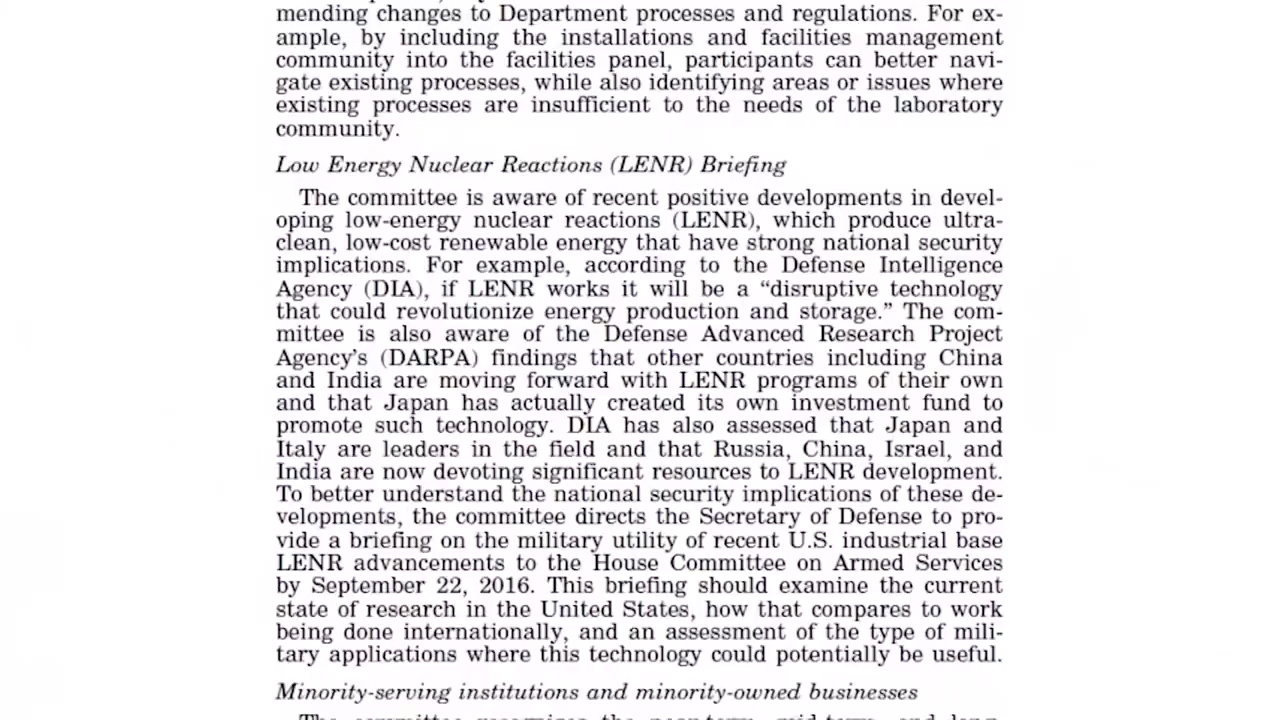 mending changes to Department processes and regulations. For ex-
ample, by including the installations and facilities management
community into the facilities panel, participants can better navi-
gate existing processes, while also identifying areas or issues where
existing processes are insufficient to the needs of the laboratory
community.
Low Energy Nuclear Reactions (LENR) Briefing
The committee is aware of recent positive developments in devel-
oping low-energy nuclear reactions (LENR), which produce ultra-
clean, low-cost renewable energy that have strong national security
implications. For example, according to the Defense Intelligence
Agency (DIA), if LENR works it will be a “disruptive technology
that could revolutionize energy production and storage.” The com-
mittee is also aware of the Defense Advanced Research Project
Agency’s (DARPA) findings that other countries including China
and India are moving forward with LENR programs of their own
and that Japan has actually created its own investment fund to
promote such technology. DIA has also assessed that Japan and
Italy are leaders in the field and that Russia, China, Israel, and
India are now devoting significant resources to LENR development.
To better understand the national security implications of these de-
velopments, the committee directs the Secretary of Defense to pro-
vide a briefing on the military utility of recent U.S. industrial base
LENR advancements to the House Committee on Armed Services
by September 22, 2016. This briefing should examine the current
state of research in the United States, how that compares to work
being done internationally, and an assessment of the type of mili-
tary applications where this technology could potentially be useful.
Minority-serving institutions and minority-owned businesses